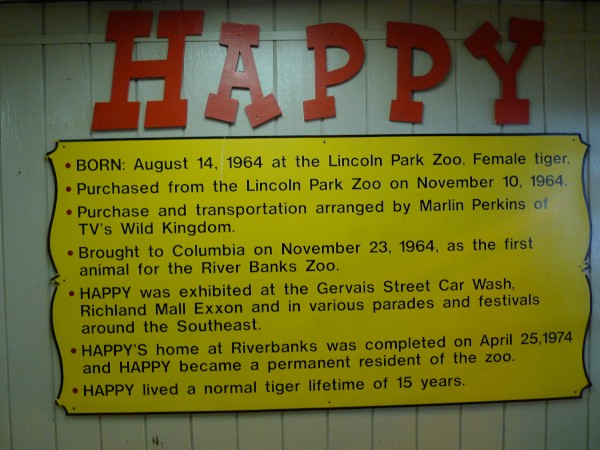 HAPPY
• BORN: August 14, 1964 at the Lincoln Park Zoo. Female tiger.
• Purchased from the Lincoln Park Zoo on November 10, 1964.
• Purchase and transportation arranged by Marlin Perkins of
TV's Wild Kingdom.
• Brought to Columbia on November 23, 1964, as the first
animal for the River Banks Zoo.
• HAPPY was exhibited at the Gervais Street Car Wash,
Richland Mall Exxon and in various parades and festivals
around the Southeast.
• HAPPY'S home at Riverbanks was completed on April 25,1974
and HAPPY became a permanent resident of the zoo.
• HAPPY lived a normal tiger lifetime of 15 years.